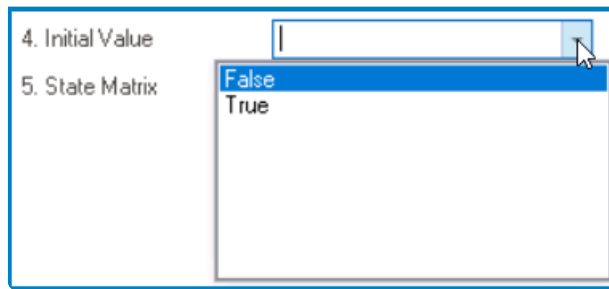 4. Initial Value
5. State Matrix
False
True